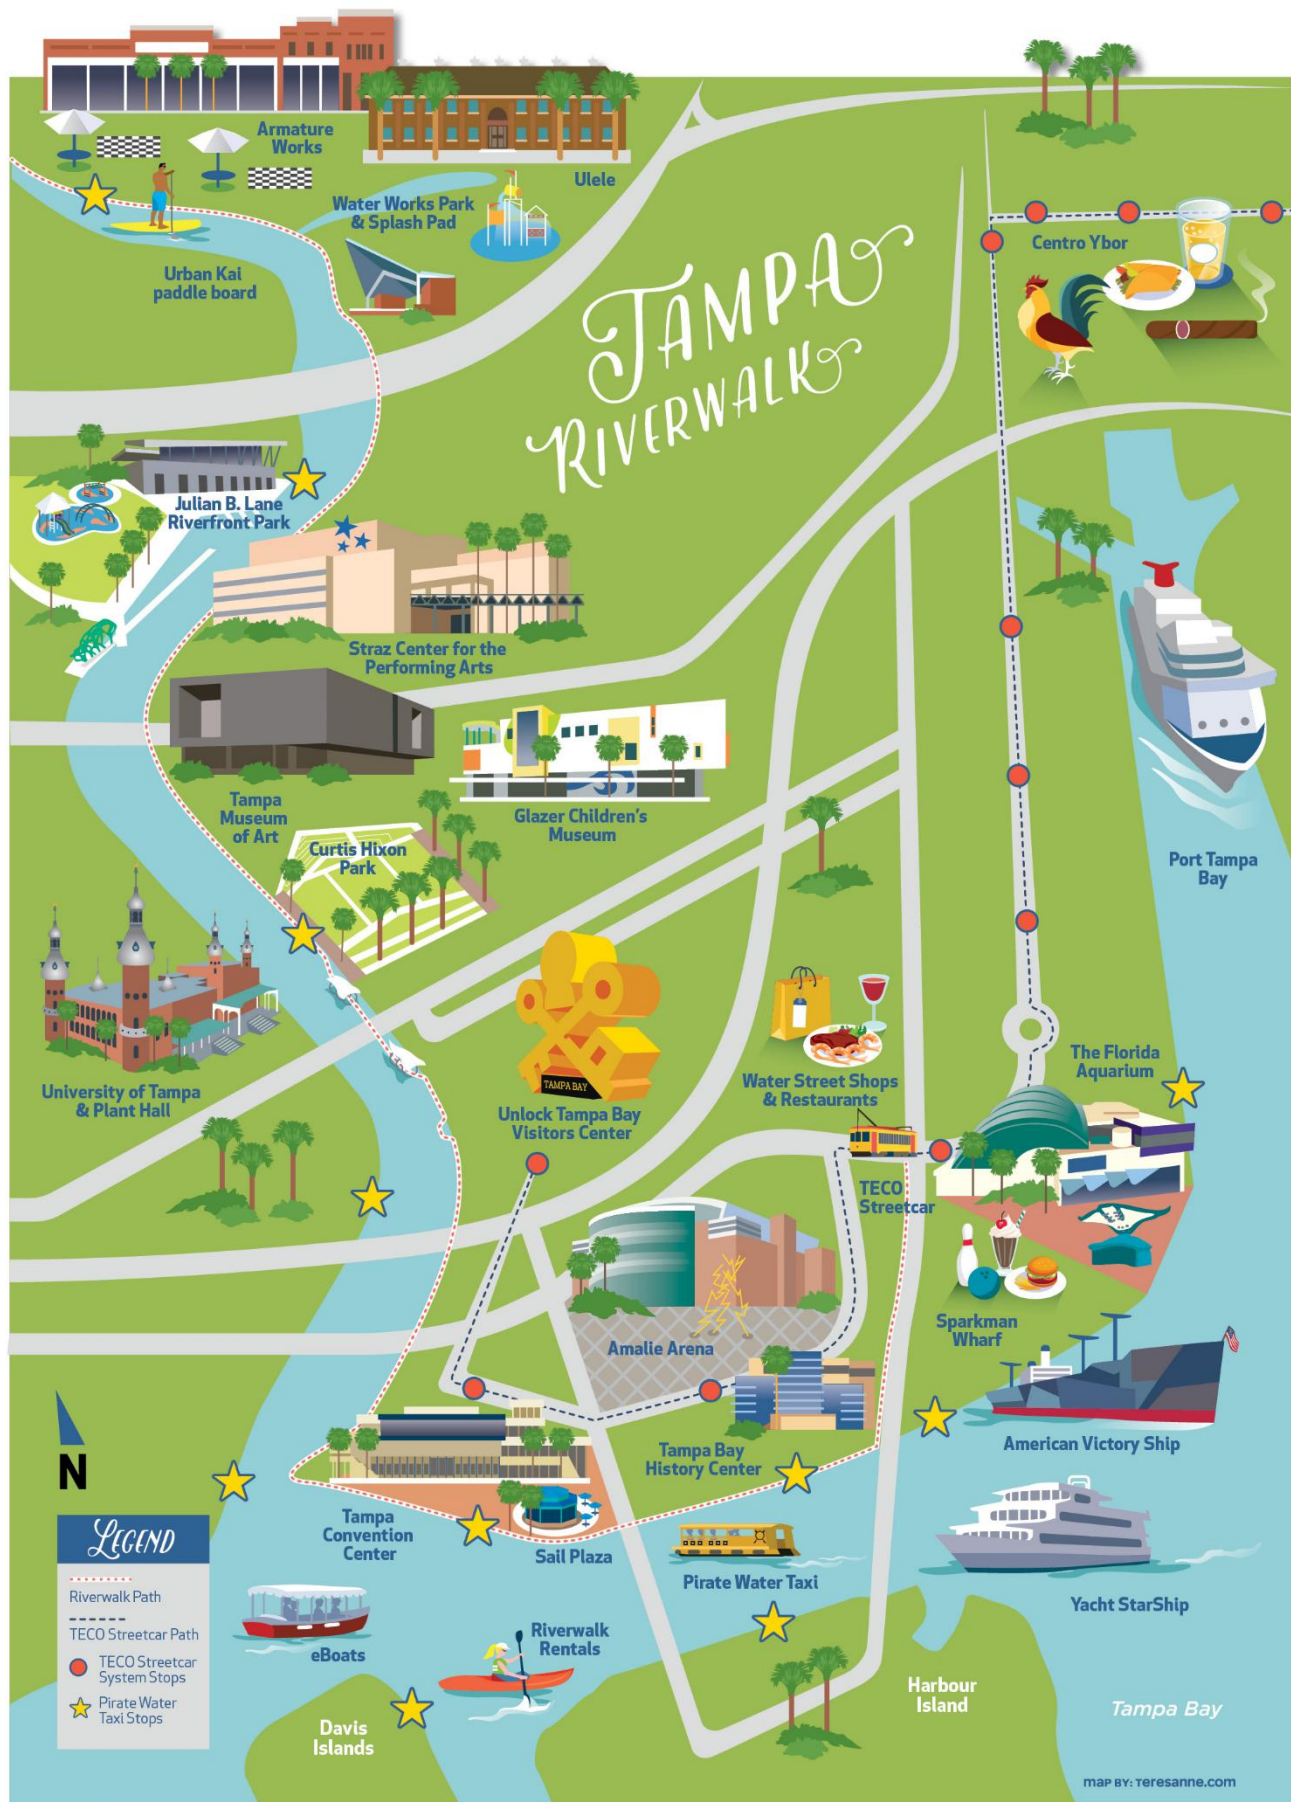 Armature
Works
Ulele
Water Works Park
& Splash Pad
Urban Kai
paddle board
TAMPA
RIVERWALK
Centro Ybor
Julian B. Lane
Riverfront Park
Straz Center for the
Performing Arts
Tampa
Museum
of Art
Glazer Children's
Museum
Curtis Hixon
Park
Port Tampa
Bay
University of Tampa
& Plant Hall
TAMPA BAY
Unlock Tampa Bay
Visitors Center
Water Street Shops
& Restaurants
The Florida
Aquarium
TECO
Streetcar
Amalie Arena
Sparkman
Wharf
American Victory Ship
Tampa Bay
History Center
Tampa
Convention
Center
Sail Plaza
Pirate Water Taxi
Yacht StarShip
eBoats
Riverwalk
Rentals
Davis
Islands
Harbour
Island
Tampa Bay
N
LEGEND
Riverwalk Path
TECO Streetcar Path
TECO Streetcar
System Stops
Pirate Water
Taxi Stops
MAP BY: Teresanne.com